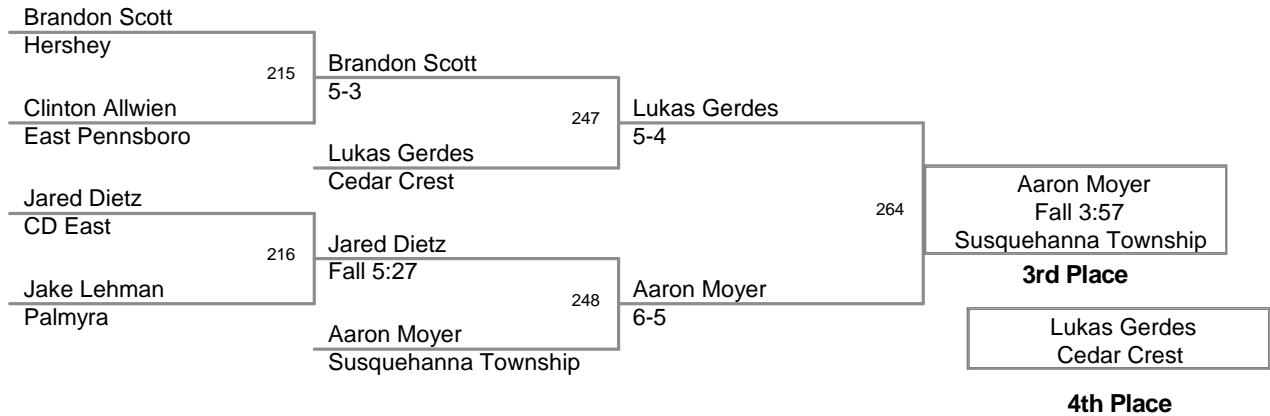 Brandon Scott
Hershey
215
Clinton Allwien
East Pennsboro
Brandon Scott
5-3
247
Lukas Gerdes
Cedar Crest
Lukas Gerdes
5-4
Jared Dietz
CD East
216
Jake Lehman
Palmyra
Jared Dietz
Fall 5:27
248
Aaron Moyer
Susquehanna Township
Aaron Moyer
6-5
264
Aaron Moyer
Fall 3:57
Susquehanna Township
3rd Place
Lukas Gerdes
Cedar Crest
4th Place